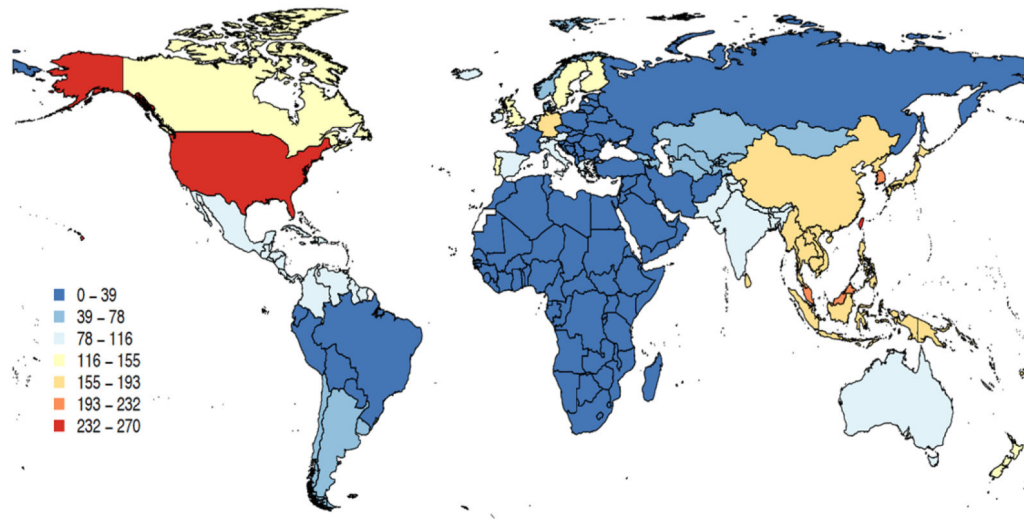 0 – 39
39 – 78
78 – 116
116 – 155
155 – 193
193 – 232
232 – 270